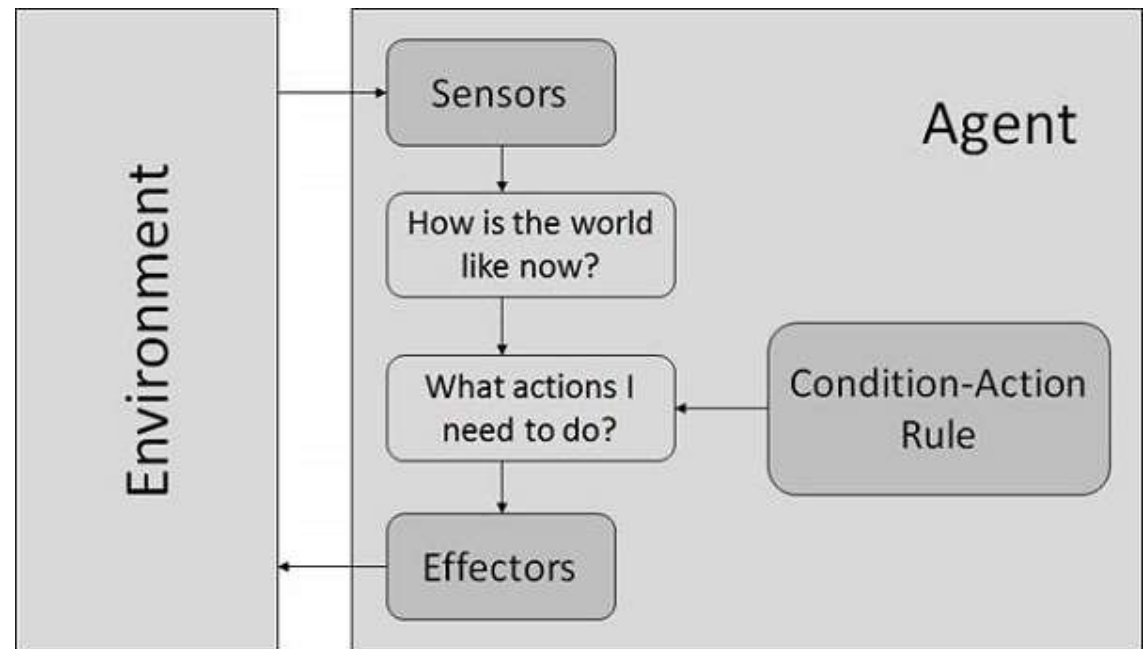 Environment
Agent
Sensors
How is the world
like now?
What actions I
need to do?
Condition-Action
Rule
Effectors